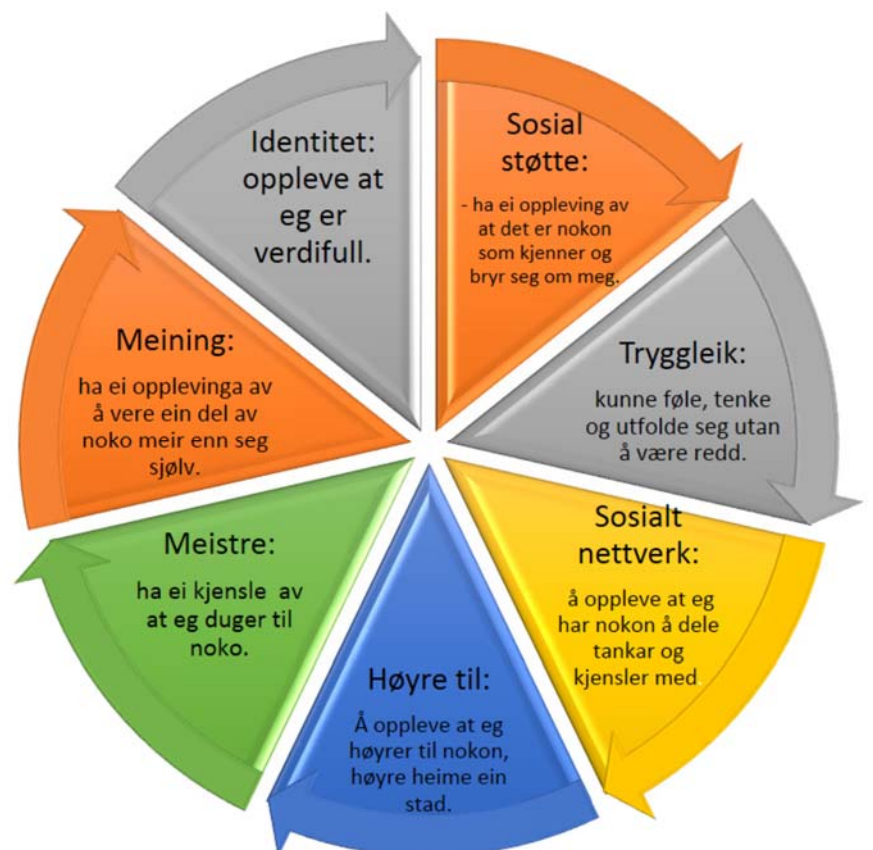 Identitet:
oppleve at
eg er
verdifull.
Sosial
støtte:
- ha ei oppleving av
at det er nokon
som kjenner og
bryr seg om meg.
Tryggleik:
kunne føle, tenke
og utfolde seg utan
å være redd.
Sosialt
nettverk:
å oppleve at eg
har nokon å dele
tankar og
kjensler med.
Høyre til:
Å oppleve at eg
høyrer til nokon,
høyre heime ein
stad.
Meistre:
ha ei kjensle av
at eg duger til
noko.
Meining:
ha ei opplevinga av
å vere ein del av
noko meir enn seg
sjølv.